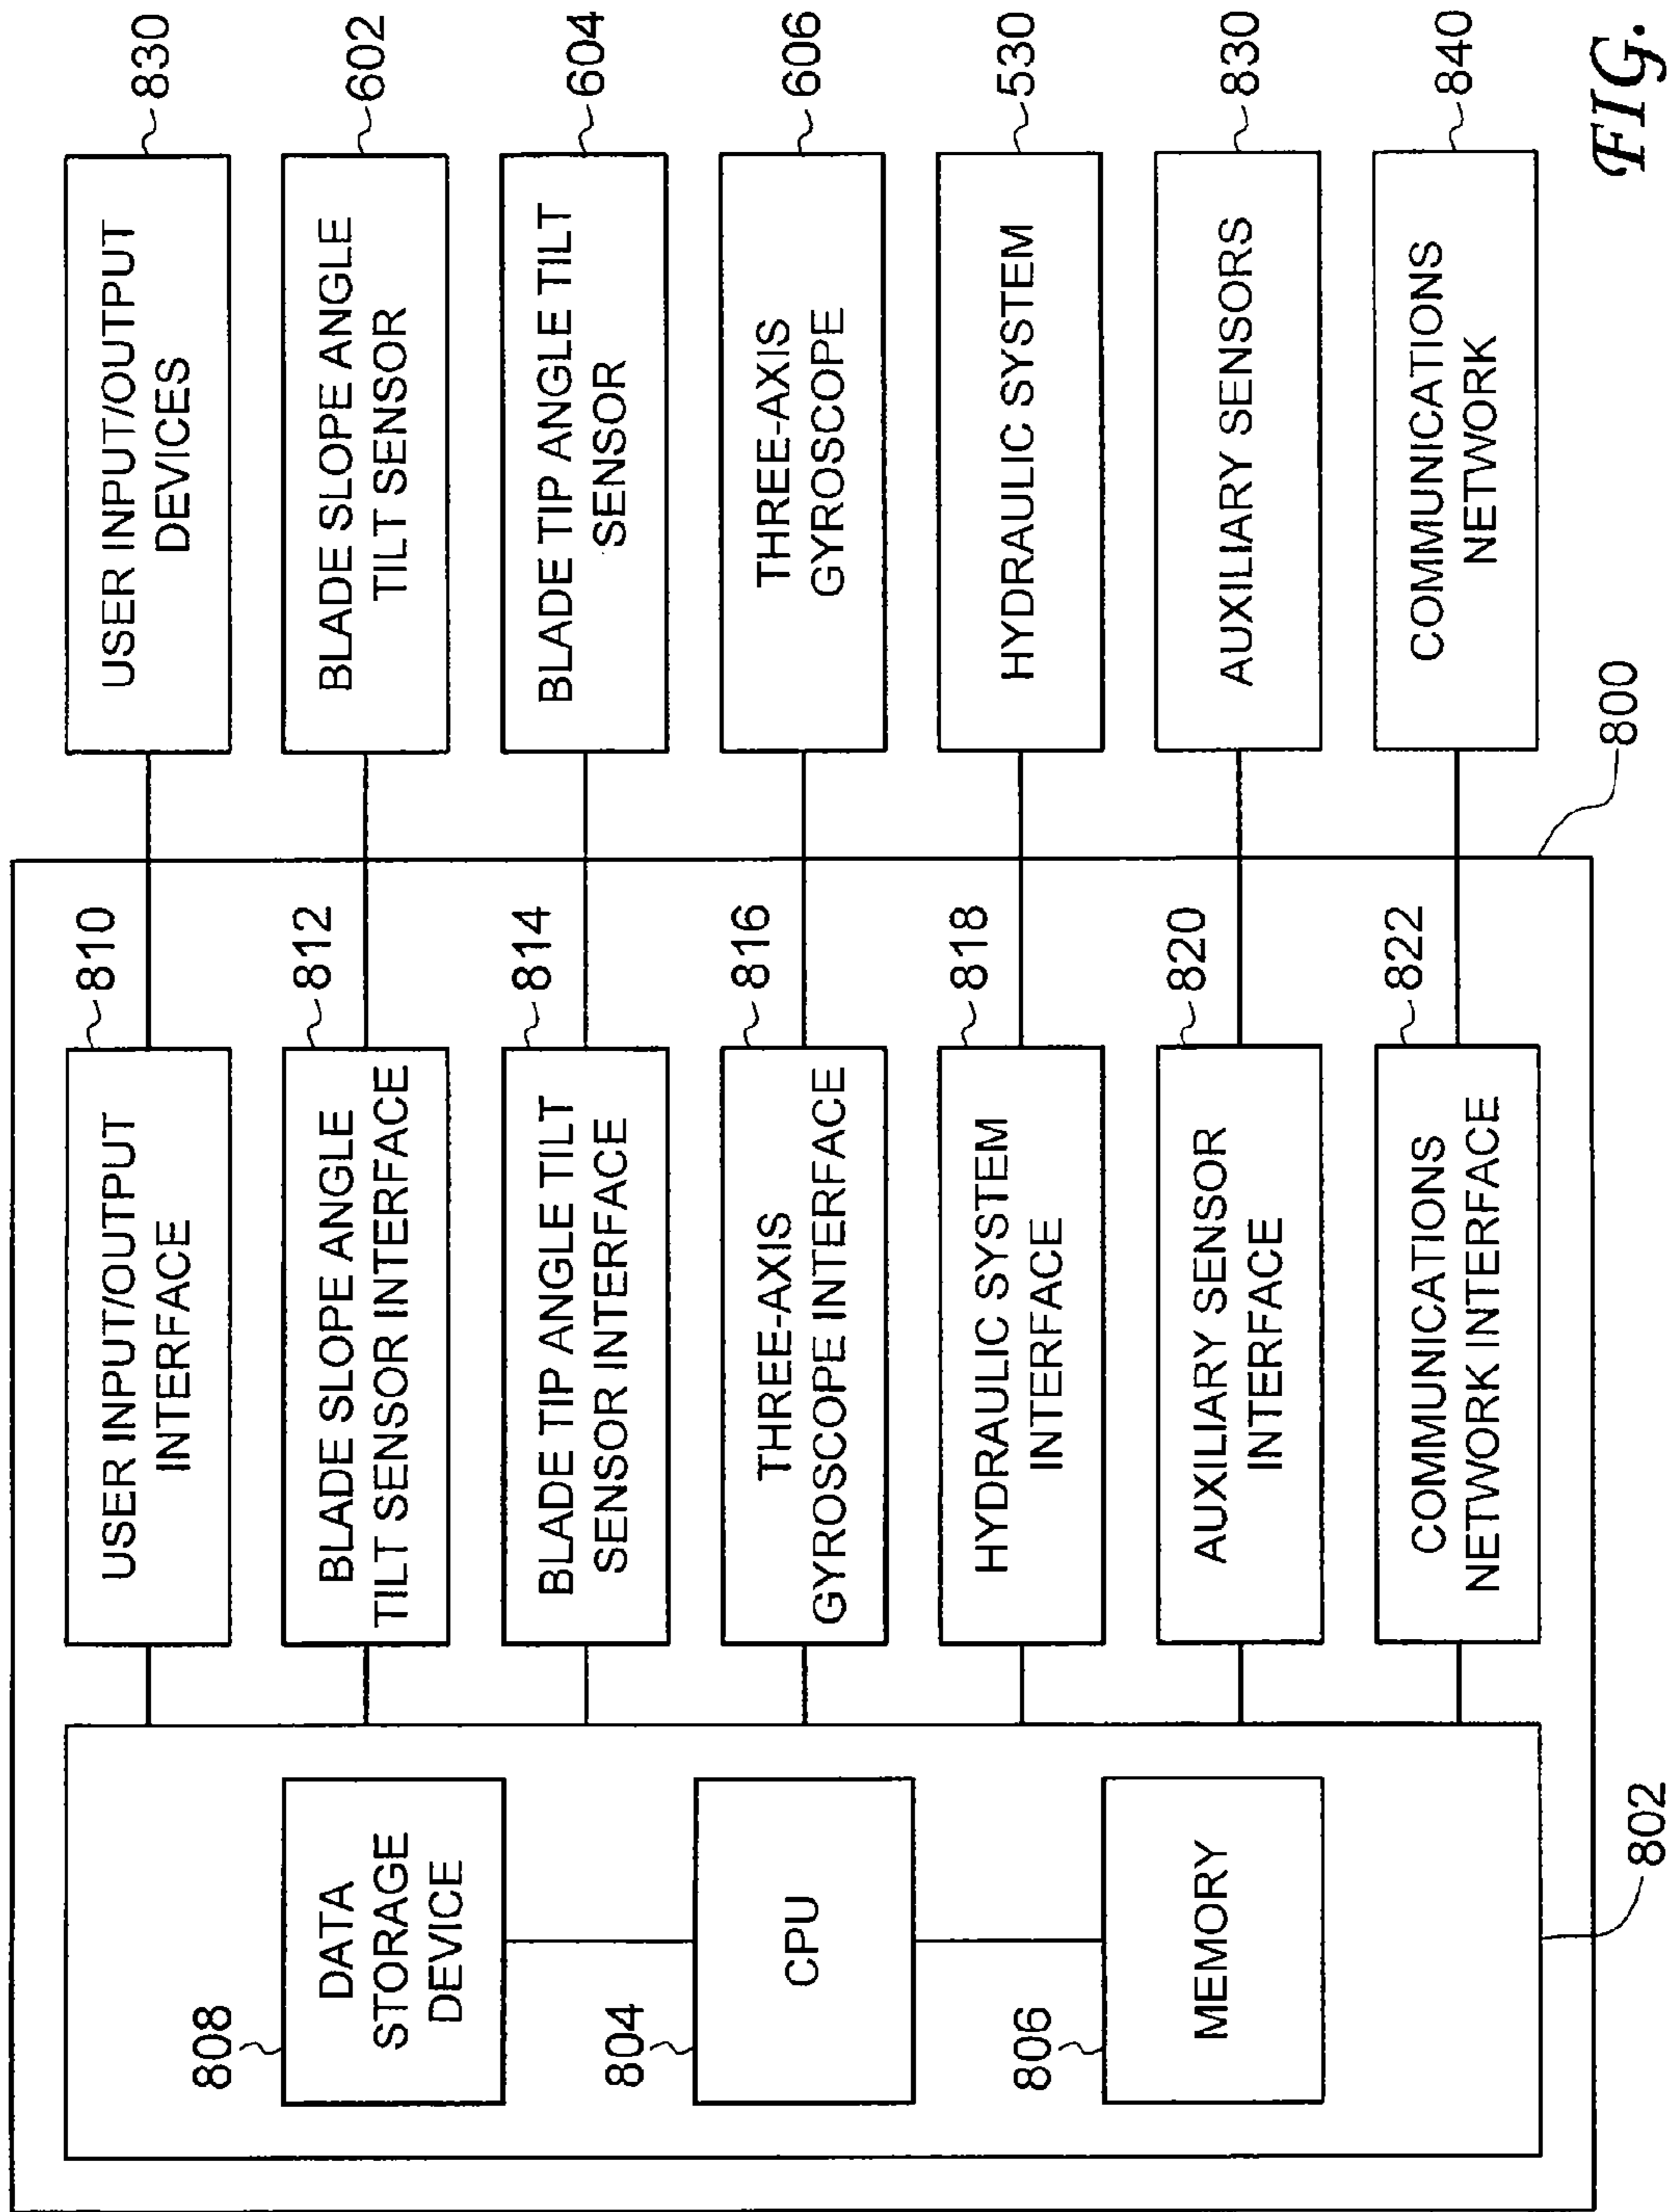 808
DATA
STORAGE
DEVICE
804
CPU
806
MEMORY
802
810
USER INPUT/OUTPUT
INTERFACE
812
BLADE SLOPE ANGLE
TILT SENSOR INTERFACE
814
BLADE TIP ANGLE TILT
SENSOR INTERFACE
816
THREE-AXIS
GYROSCOPE INTERFACE
818
HYDRAULIC SYSTEM
INTERFACE
820
AUXILIARY SENSOR
INTERFACE
822
COMMUNICATIONS
NETWORK INTERFACE
800
USER INPUT/OUTPUT
DEVICES
830
BLADE SLOPE ANGLE
TILT SENSOR
602
BLADE TIP ANGLE TILT
SENSOR
604
THREE-AXIS
GYROSCOPE
606
HYDRAULIC SYSTEM
530
AUXILIARY SENSORS
830
COMMUNICATIONS
NETWORK
840
FIG.